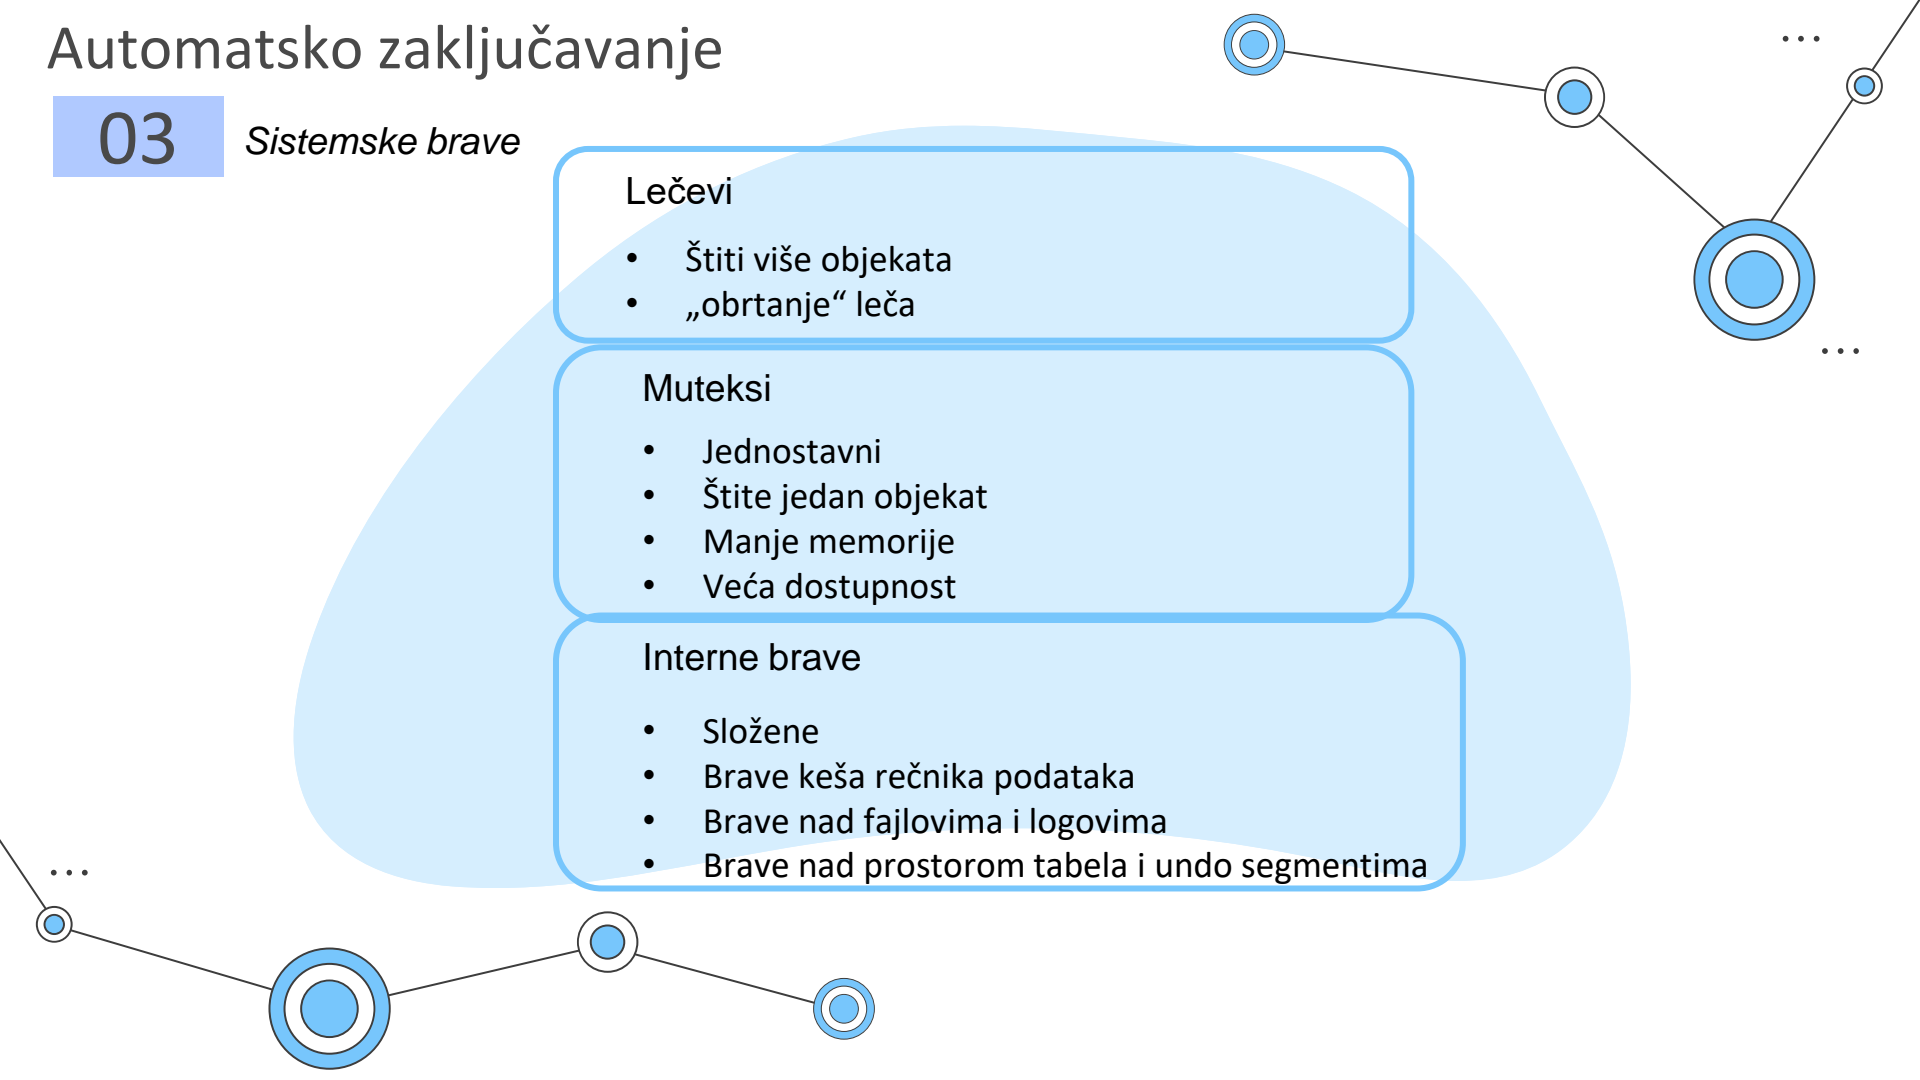 Automatsko zaključavanje
03
Sistemske brave
Lečevi
• Štiti više objekata
• „obrtanje“ leča
Muteksi
• Jednostavni
• Štite jedan objekat
• Manje memorije
• Veća dostupnost
Interne brave
• Složene
• Brave keša rečnika podataka
• Brave nad fajlovima i logovima
• Brave nad prostorom tabela i undo segmentima